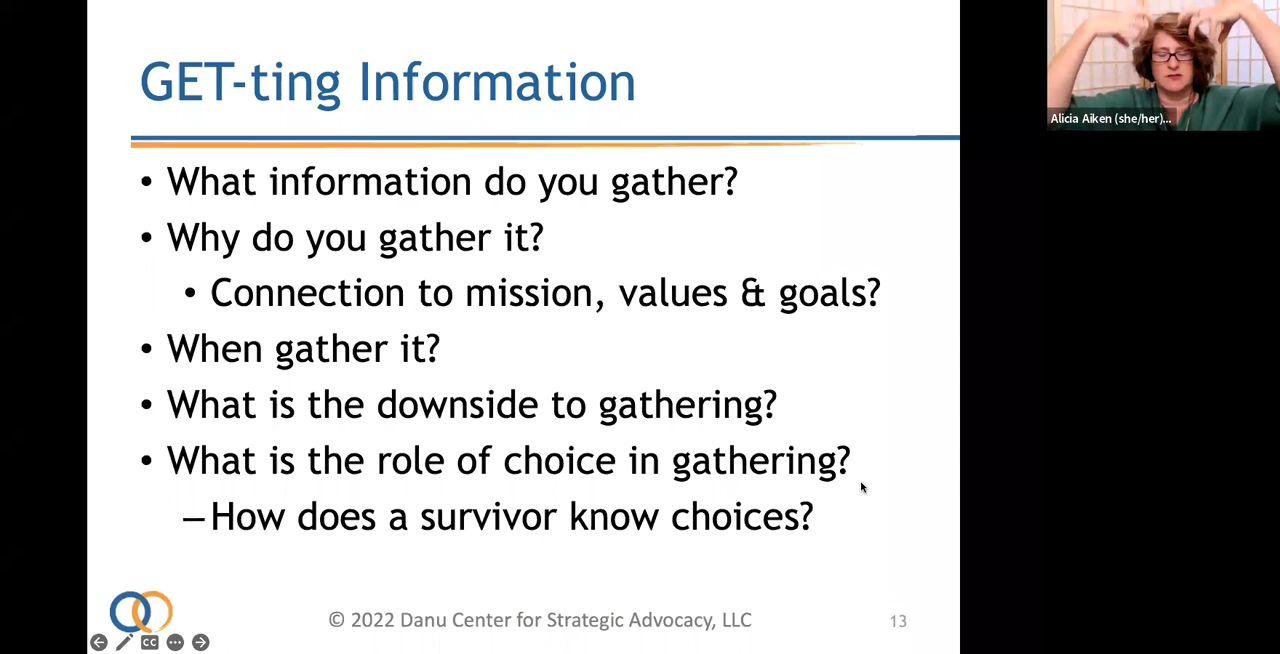 GET-ting Information
• What information do you gather?
• Why do you gather it?
• Connection to mission, values & goals?
• When gather it?
• What is the downside to gathering?
• What is the role of choice in gathering?
–How does a survivor know choices?
© 2022 Danu Center for Strategic Advocacy, LLC
13
CC
Alicia Aiken (she/her)...